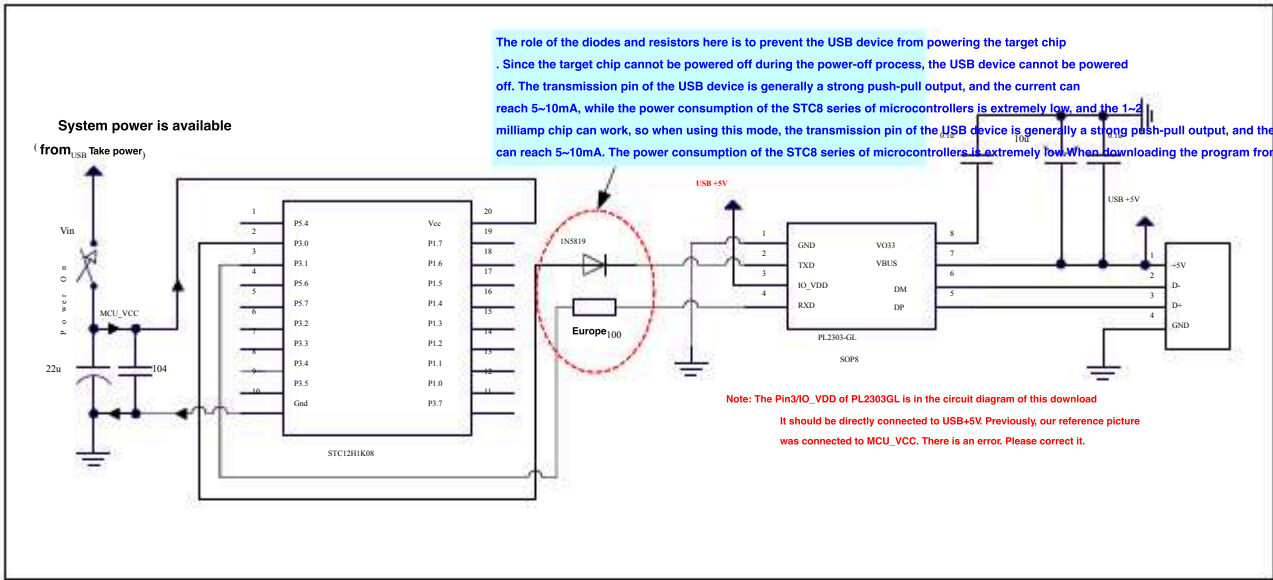 The role of the diodes and resistors here is to prevent the USB device from powering the target chip
. Since the target chip cannot be powered off during the power-off process, the USB device cannot be powered
off. The transmission pin of the USB device is generally a strong push-pull output, and the current can
reach 5~10mA, while the power consumption of the STC8 series of microcontrollers is extremely low, and the 1~2
milliamp chip can work, so when using this mode, the transmission pin of the USB device is generally a strong push-pull output, and the
can reach 5~10mA. The power consumption of the STC8 series of microcontrollers is extremely low.When downloading the program from
System power is available
(from USB Take power)
Vin
Power On
MCU_VCC
22u
104
1
2
3
4
5
6
7
8
9
10
P5.4
P3.0
P3.1
P5.6
P5.7
P3.2
P3.3
P3.4
P3.5
Gnd
Vcc
P1.7
P1.6
P1.5
P1.4
P1.3
P1.2
P1.1
P1.0
P3.7
20
19
18
17
16
15
14
13
12
11
STC12H1K08
1N5819
Europe100
USB +5V
1
2
3
4
GND
TXD
IO_VDD
RXD
VO33
VBUS
DM
DP
8
7
6
5
PL2303-GL
SOP8
0.1u
10u
0.1u
USB +5V
1
2
3
4
+5V
D-
D+
GND
Note: The Pin3/IO_VDD of PL2303GL is in the circuit diagram of this download
It should be directly connected to USB+5V. Previously, our reference picture
was connected to MCU_VCC. There is an error. Please correct it.